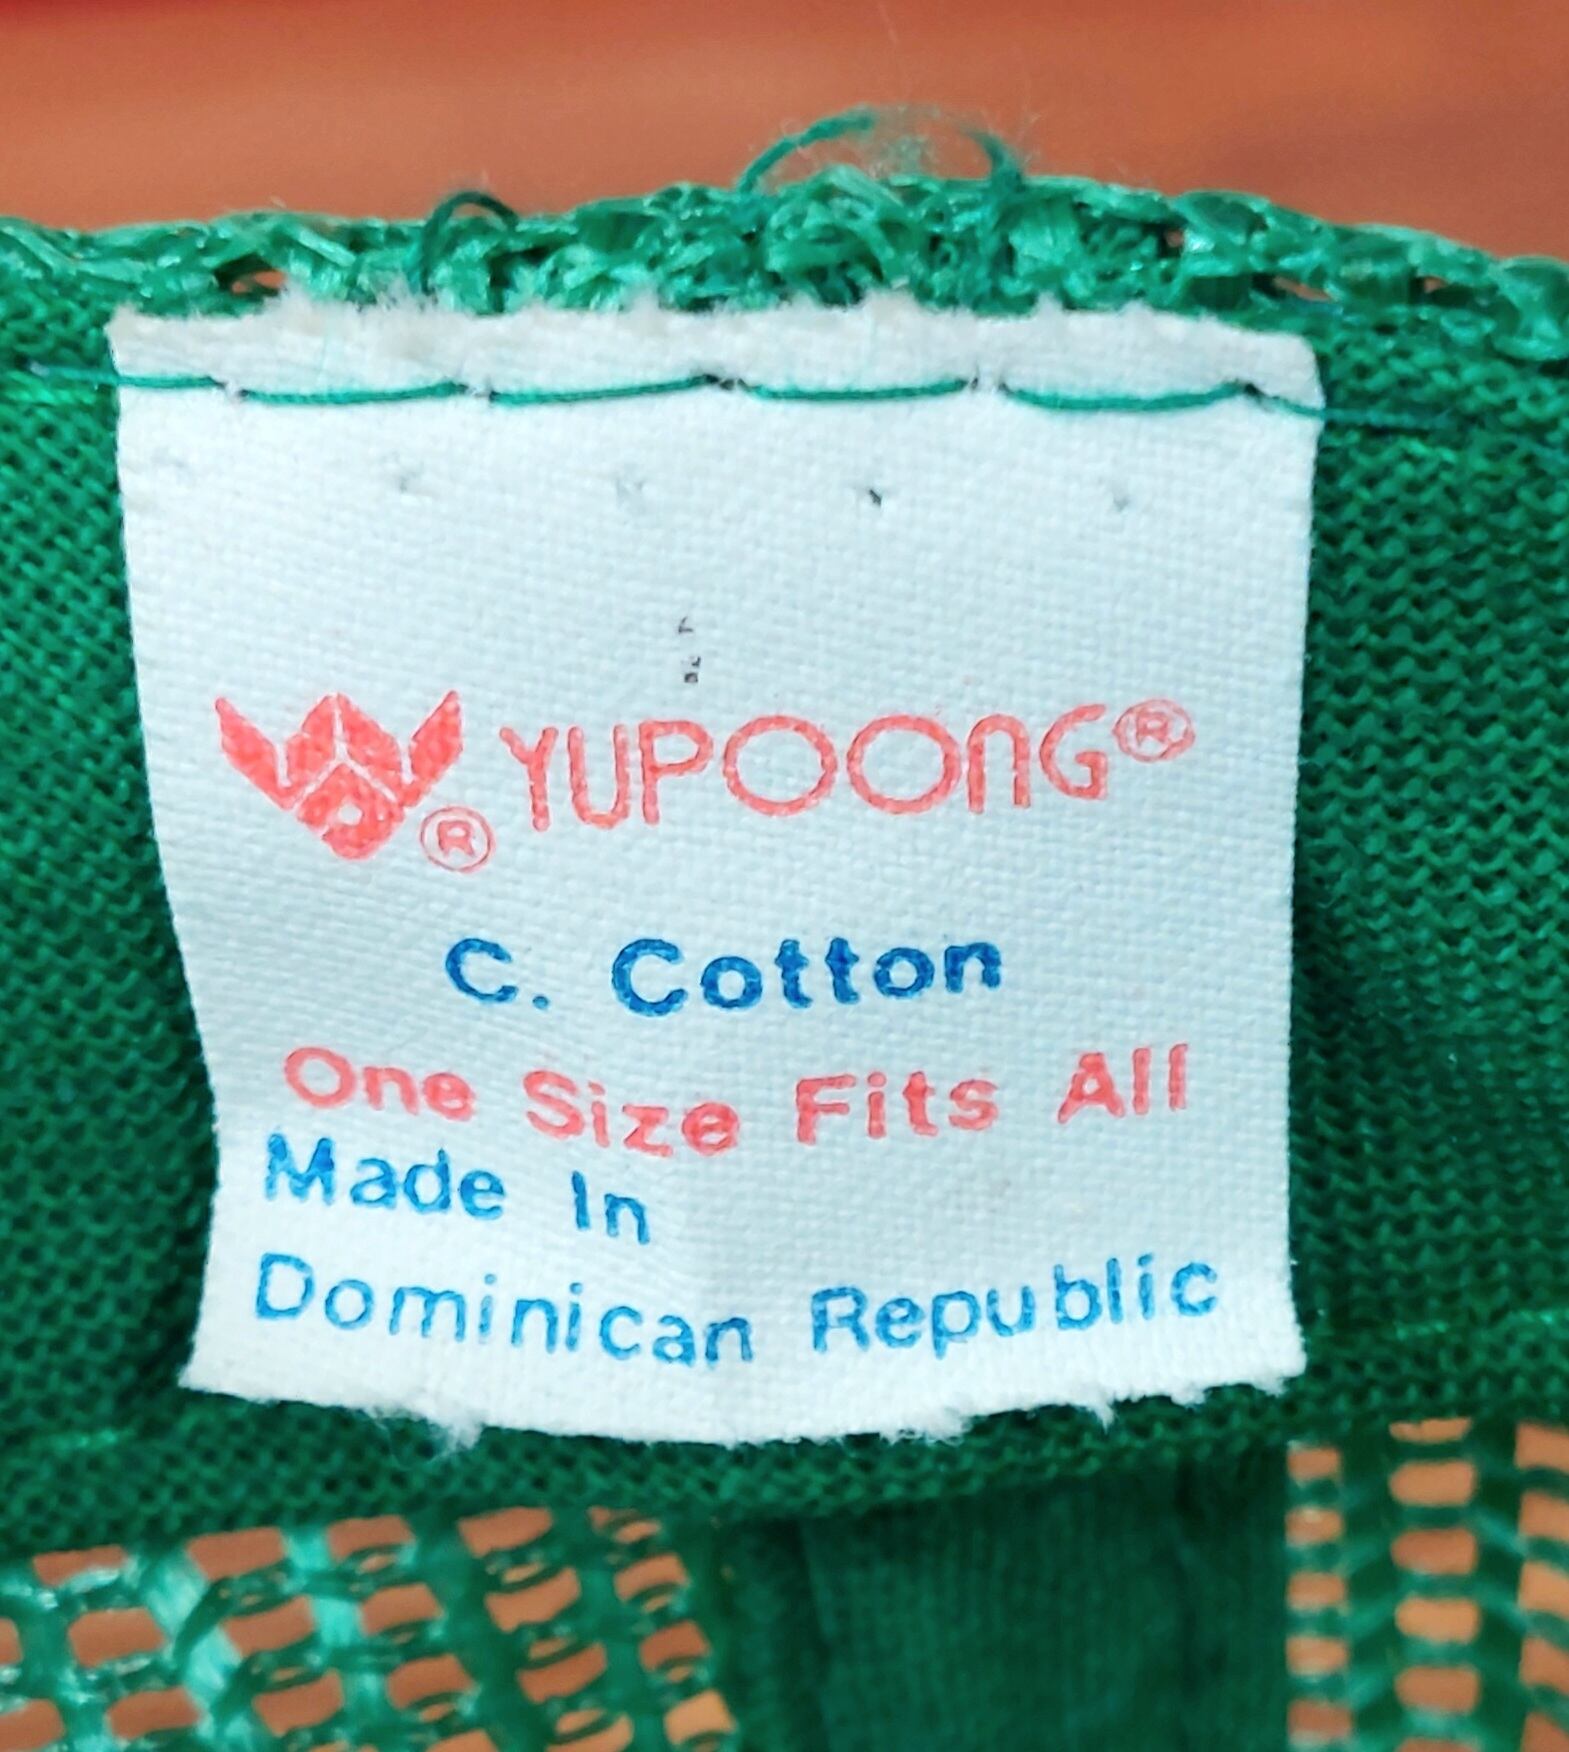 ® YUPOONG®
C. Cotton
One Size Fits All
Made In
Dominican Republic